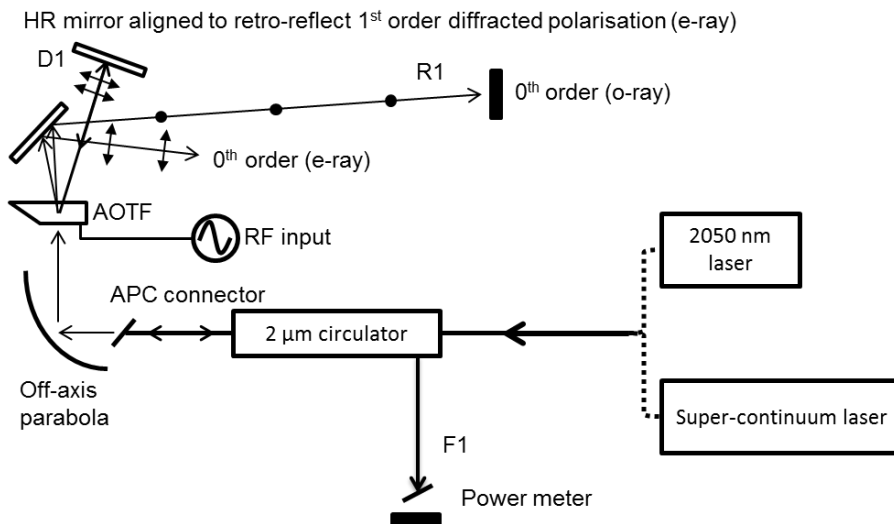 HR mirror aligned to retro-reflect 1st order diffracted polarisation (e-ray)
D1
R1
0th order (o-ray)
0th order (e-ray)
AOTF
RF input
2050 nm
laser
APC connector
2 µm circulator
Off-axis
parabola
Super-continuum laser
F1
Power meter